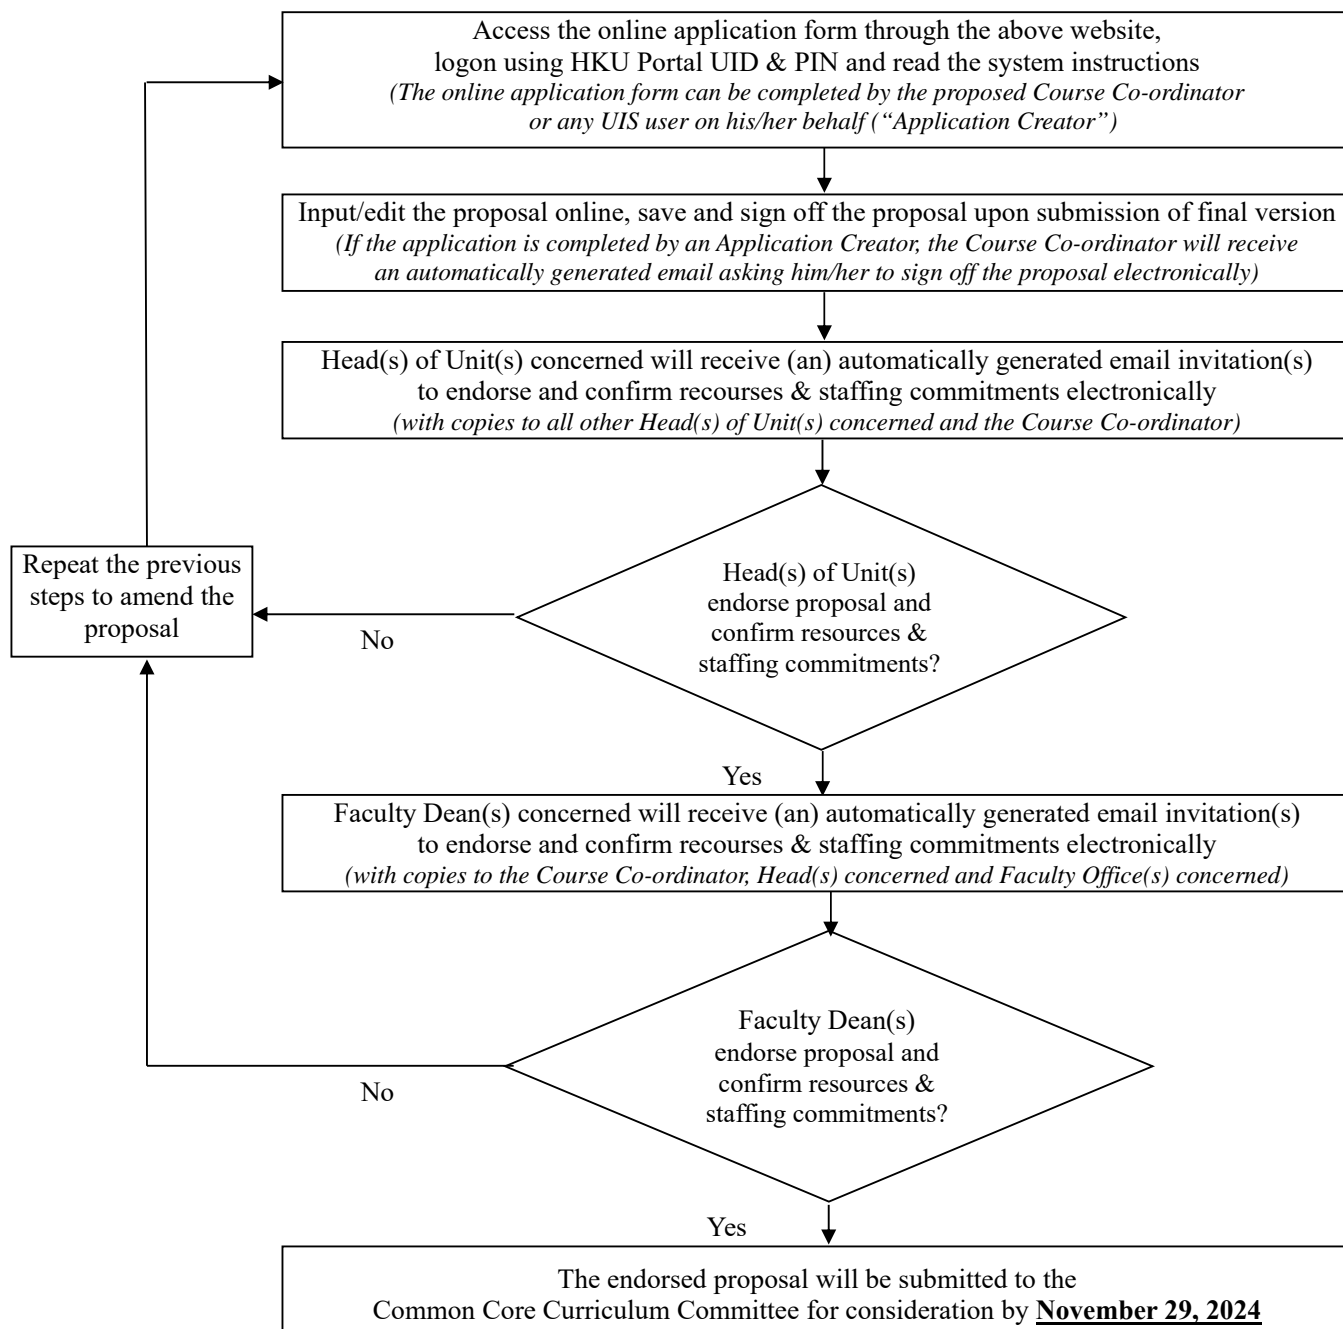 Access the online application form through the above website,
logon using HKU Portal UID & PIN and read the system instructions
(The online application form can be completed by the proposed Course Co-ordinator
or any UIS user on his/her behalf (“Application Creator”)
Input/edit the proposal online, save and sign off the proposal upon submission of final version
(If the application is completed by an Application Creator, the Course Co-ordinator will receive
an automatically generated email asking him/her to sign off the proposal electronically)
Head(s) of Unit(s) concerned will receive (an) automatically generated email invitation(s)
to endorse and confirm recourses & staffing commitments electronically
(with copies to all other Head(s) of Unit(s) concerned and the Course Co-ordinator)
Repeat the previous
steps to amend the
proposal
No
Head(s) of Unit(s)
endorse proposal and
confirm resources &
staffing commitments?
Yes
Faculty Dean(s) concerned will receive (an) automatically generated email invitation(s)
to endorse and confirm recourses & staffing commitments electronically
(with copies to the Course Co-ordinator, Head(s) concerned and Faculty Office(s) concerned)
Faculty Dean(s)
endorse proposal and
confirm resources &
staffing commitments?
No
Yes
The endorsed proposal will be submitted to the
Common Core Curriculum Committee for consideration by November 29, 2024